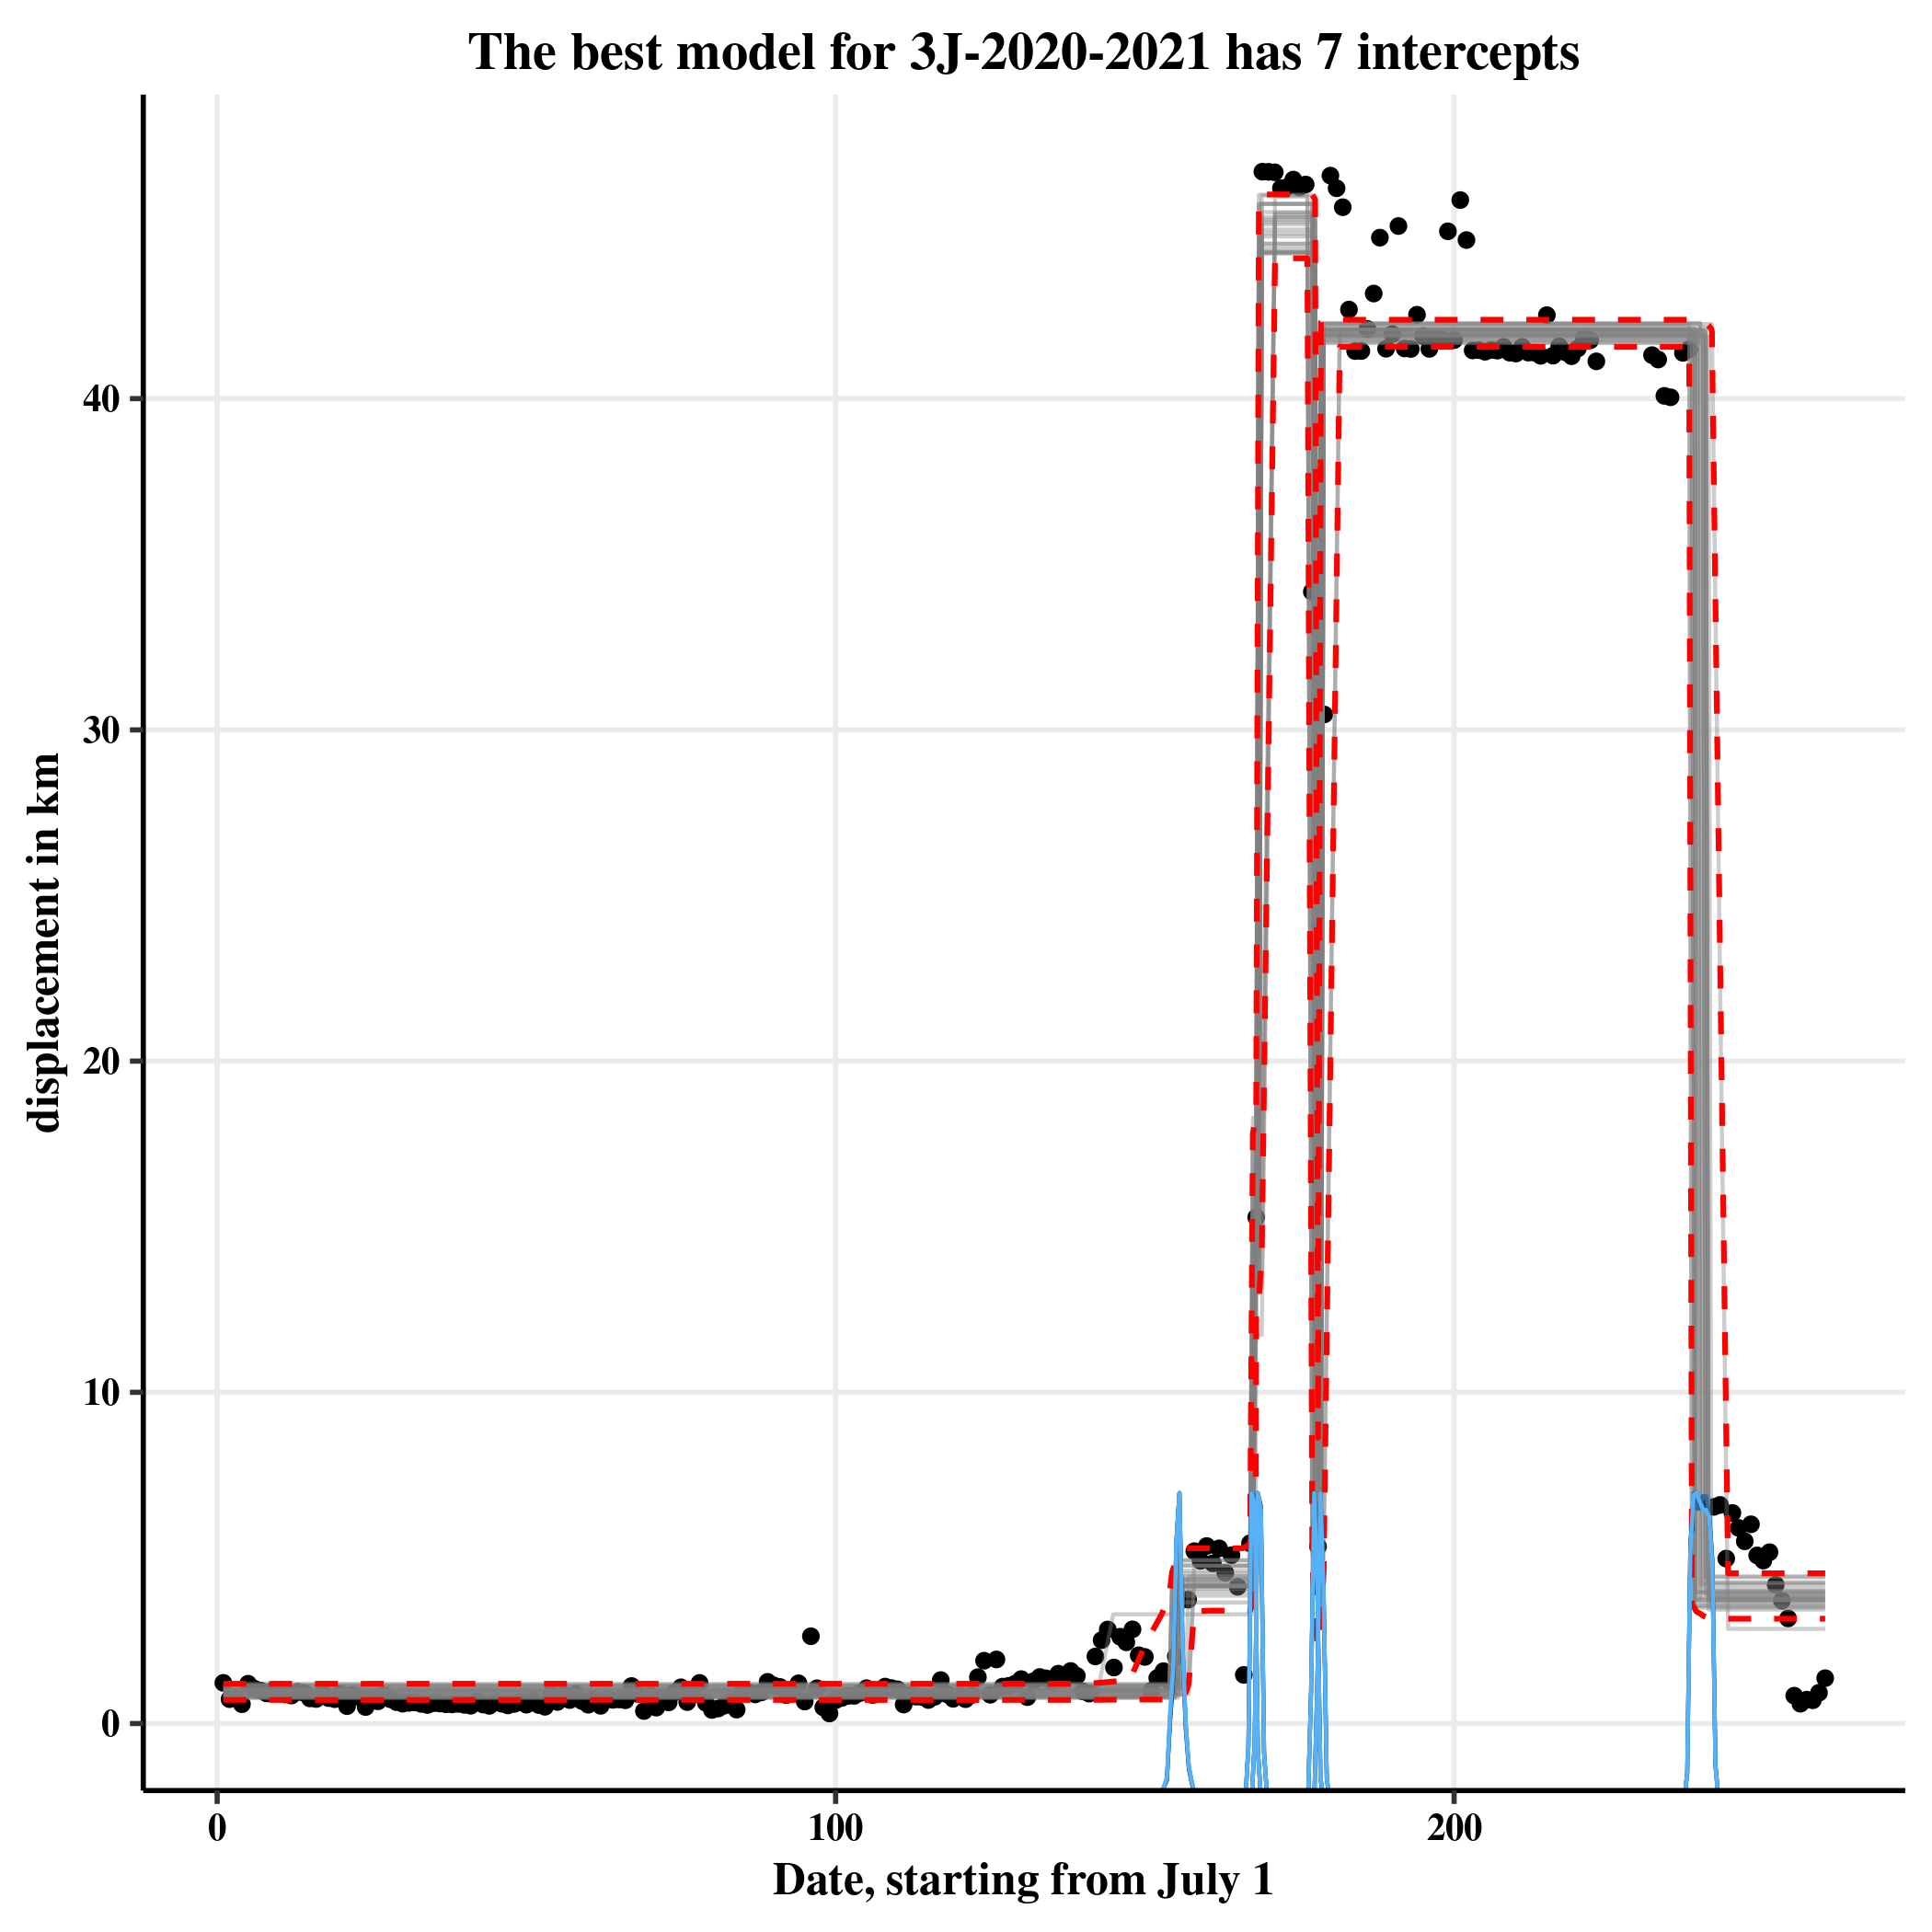 The best model for 3J-2020-2021 has 7 intercepts
displacement in km
40
30
20
10
0
0
100
200
Date, starting from July 1